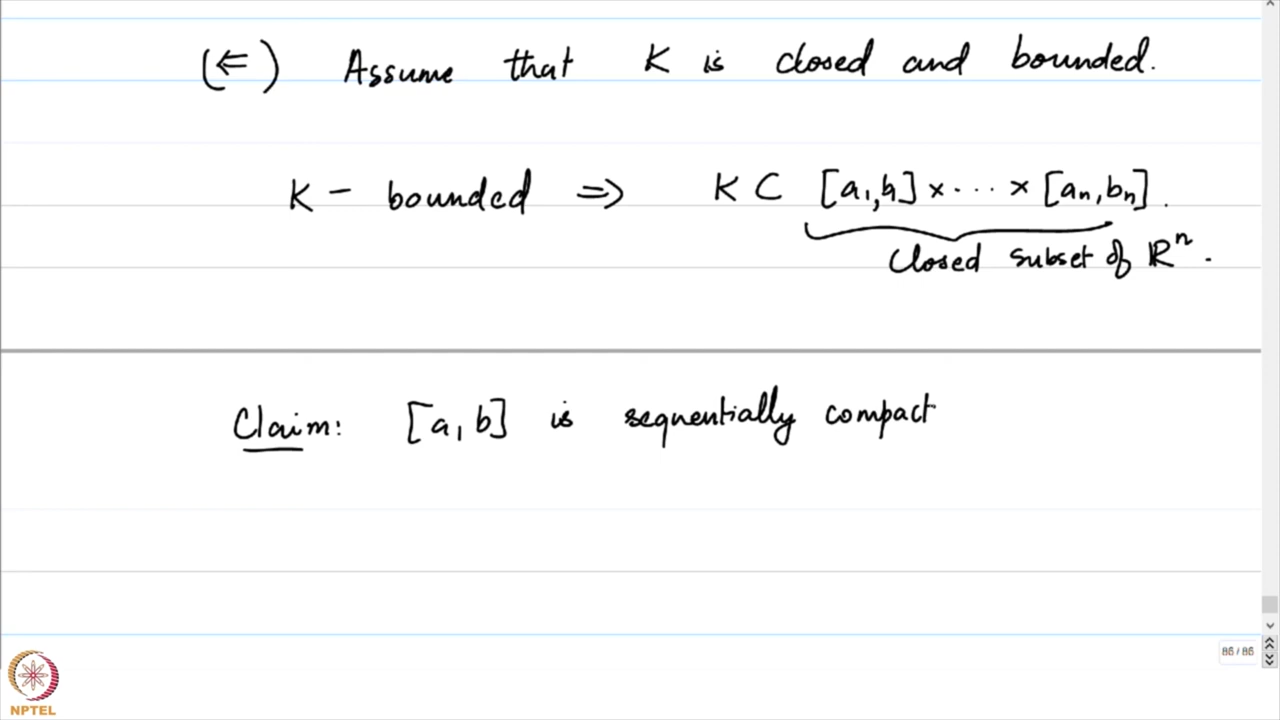 (⇐) Assume that K is closed and bounded.
K – bounded ⇒ K ⊂ [a₁,b₁] × ··· × [aₙ,bₙ].
Closed subset of ℝⁿ.
Claim: [a, b] is sequentially compact
86 / 86
NPTEL